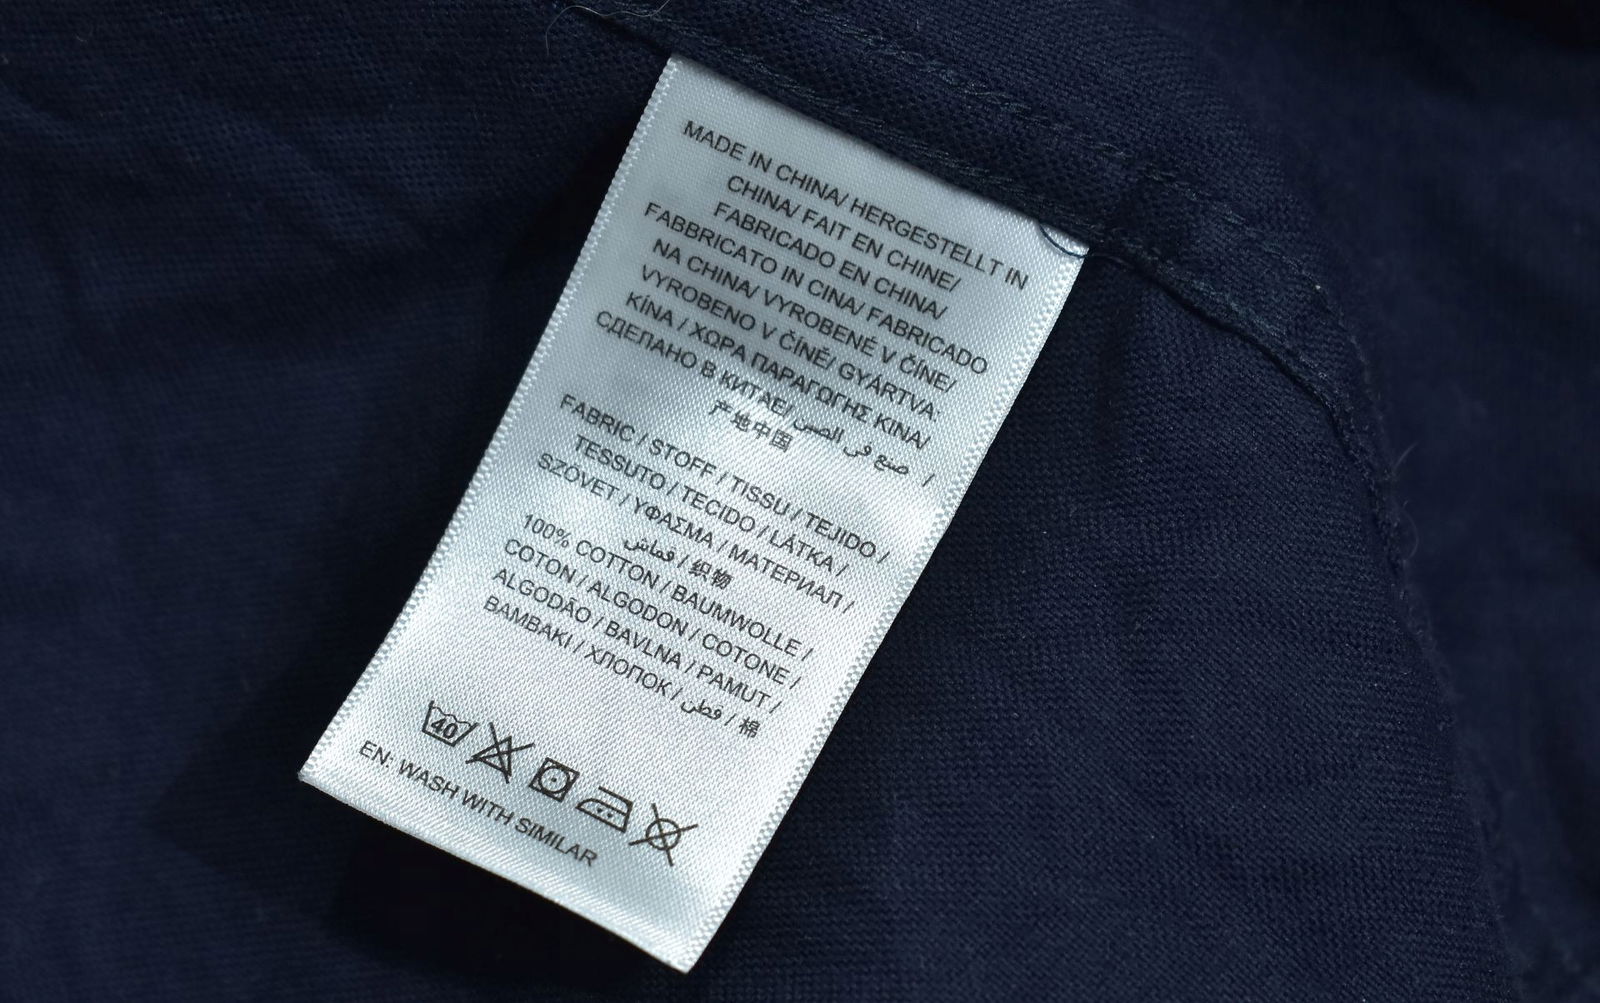 MADE IN CHINA/ HERGESTELLT IN
CHINA/ FAIT EN CHINE/
FABRICADO EN CHINA/
FABBRICATO IN CINA/ FABRICADO
NA CHINA/ VYROBENÉ V ČÍNE/
VYROBENO V ČÍNĚ/ GYÁRTVA:
KÍNA / ΧΩΡΑ ΠΑΡΑΓΩΓΗΣ KINA/
СДЕЛАНО В КИТАЕ/ صنع في الصين /
产地中国
FABRIC / STOFF / TISSU / TEJIDO /
TESSUTO / TECIDO / LÁTKA /
SZÖVET / ΥΦΑΣΜΑ / МАТЕРИАЛ /
قماش / 织物
100% COTTON / BAUMWOLLE /
COTON / ALGODON / COTONE /
ALGODÃO / BAVLNA / PAMUT /
BAMBAKI / ХЛОПОК / قطن / 棉
40
EN: WASH WITH SIMILAR